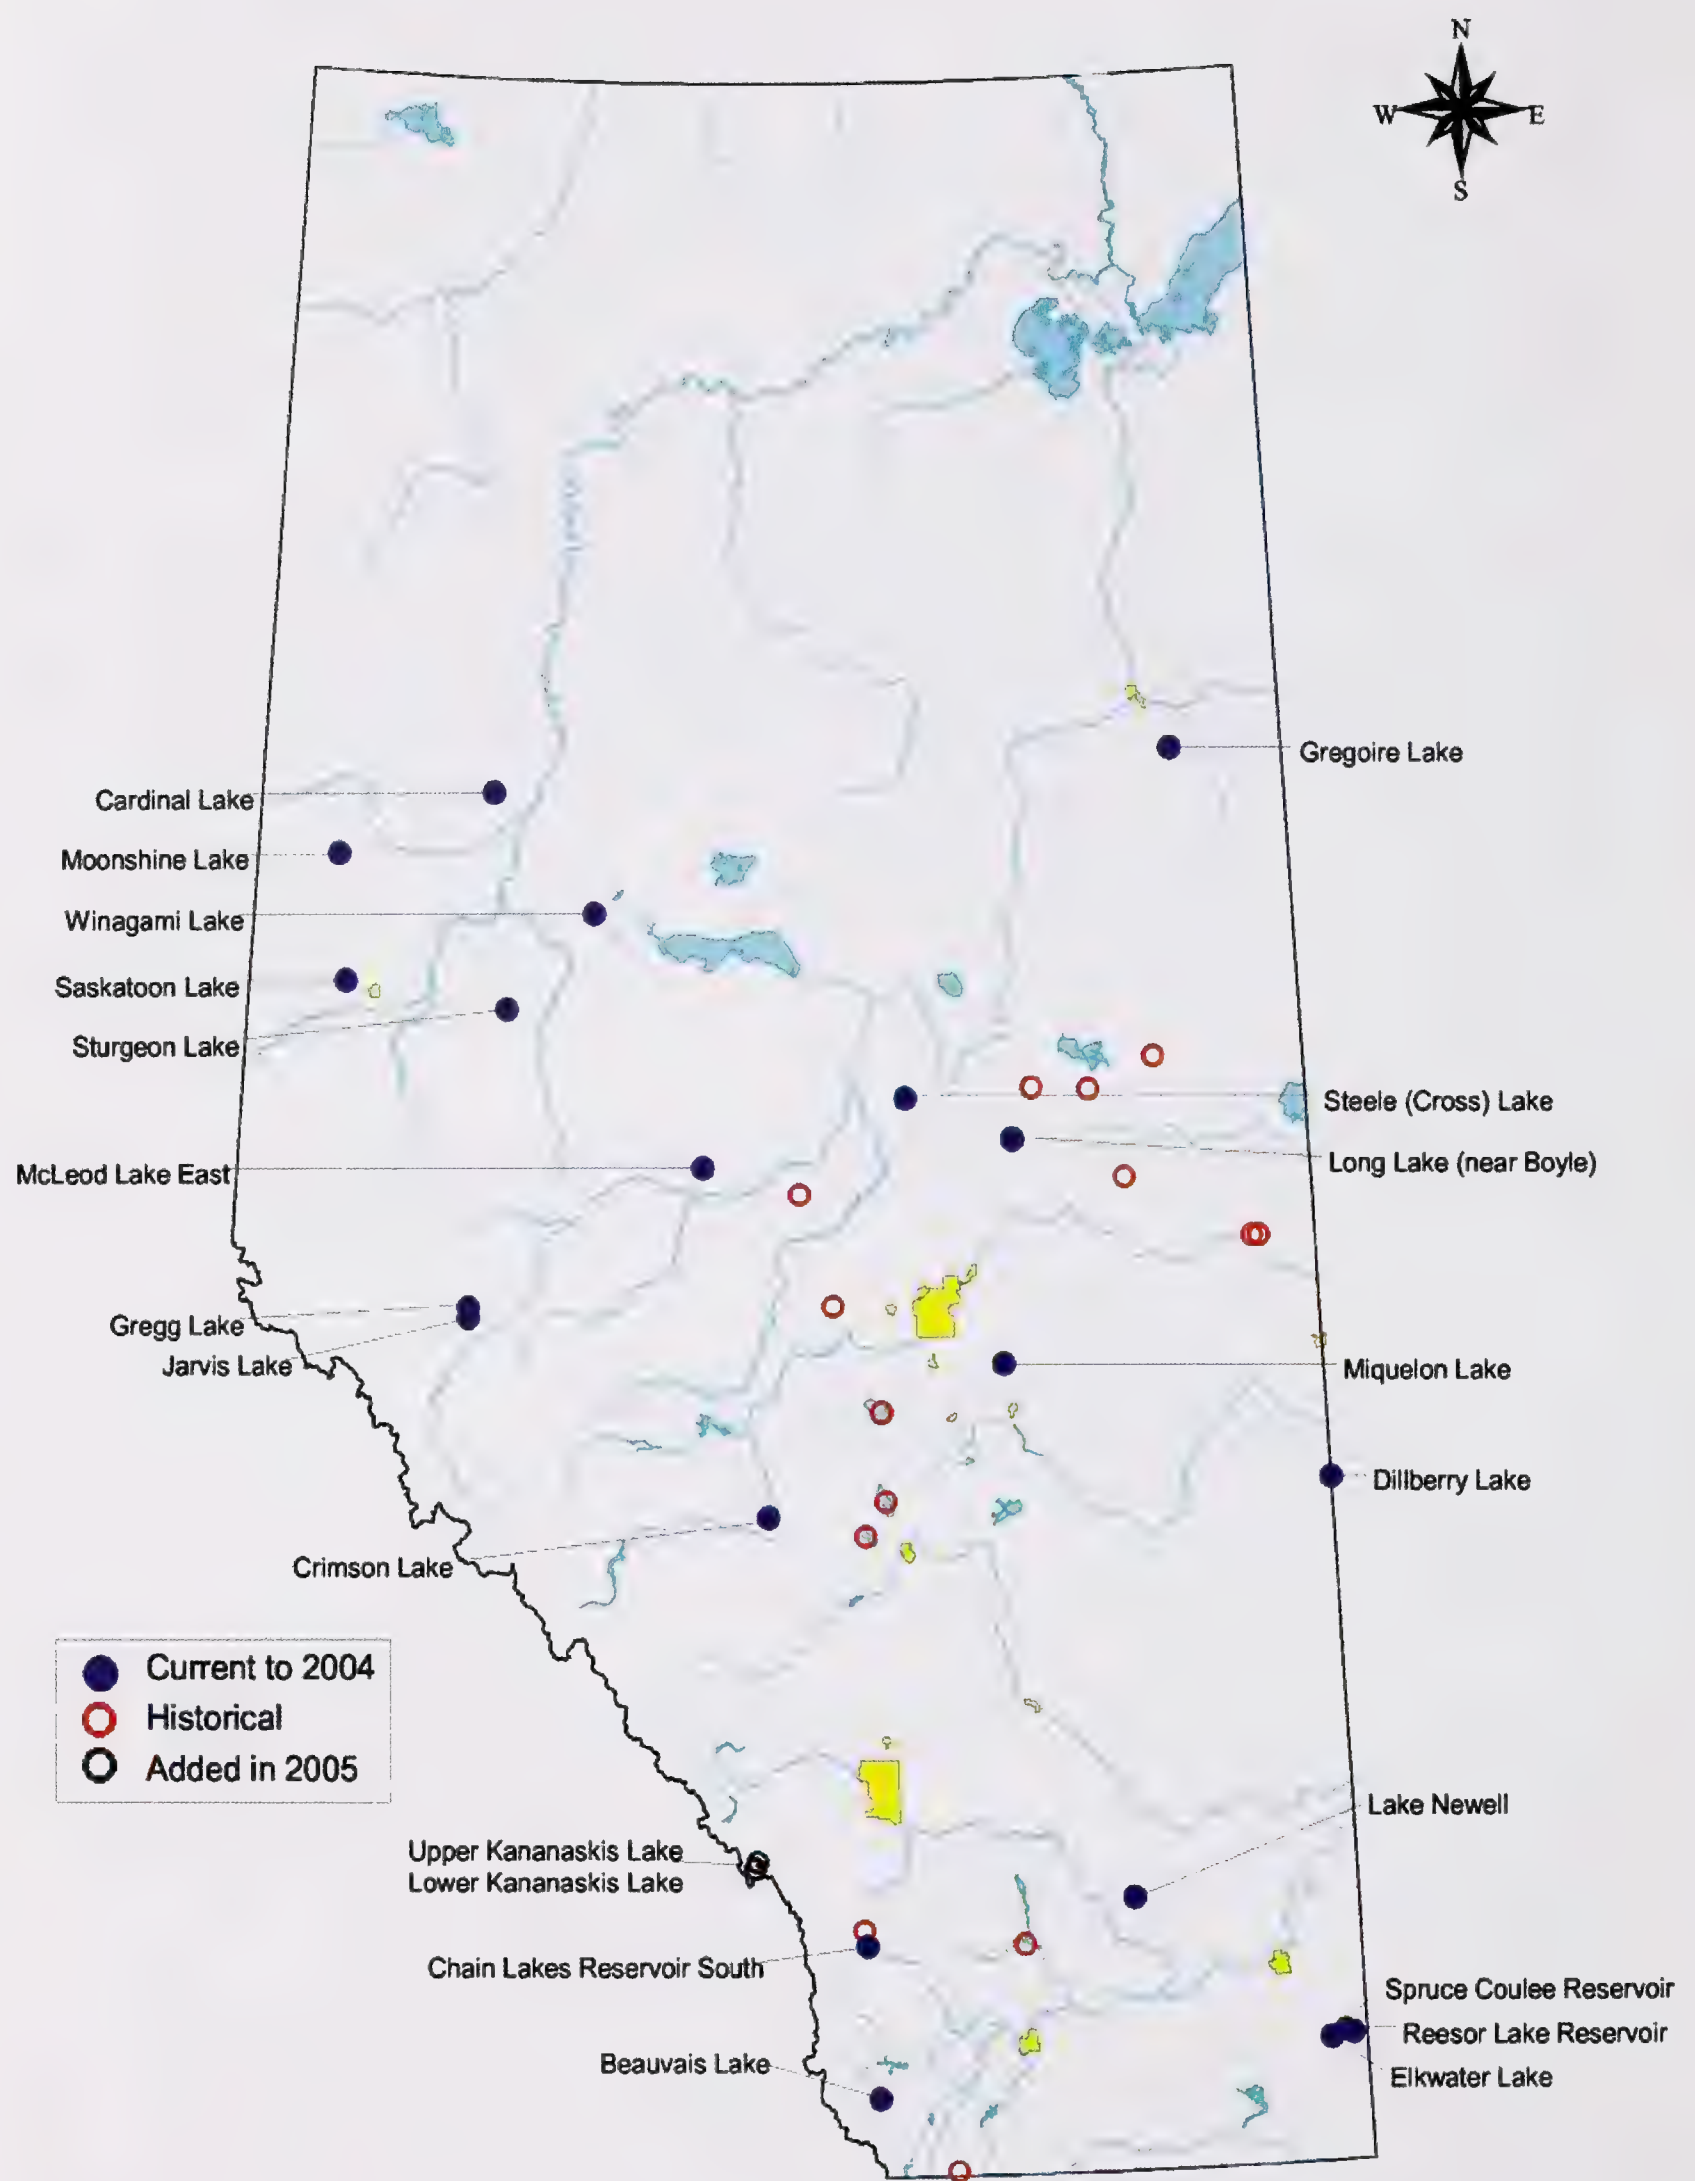 N
W E
S
Gregoire Lake
Cardinal Lake
Moonshine Lake
Winagami Lake
Saskatoon Lake
Sturgeon Lake
Steele (Cross) Lake
Long Lake (near Boyle)
McLeod Lake East
Gregg Lake
Jarvis Lake
Miquelon Lake
Dillberry Lake
Crimson Lake
Current to 2004
Historical
Added in 2005
Lake Newell
Upper Kananaskis Lake
Lower Kananaskis Lake
Chain Lakes Reservoir South
Spruce Coulee Reservoir
Reesor Lake Reservoir
Elkwater Lake
Beauvais Lake